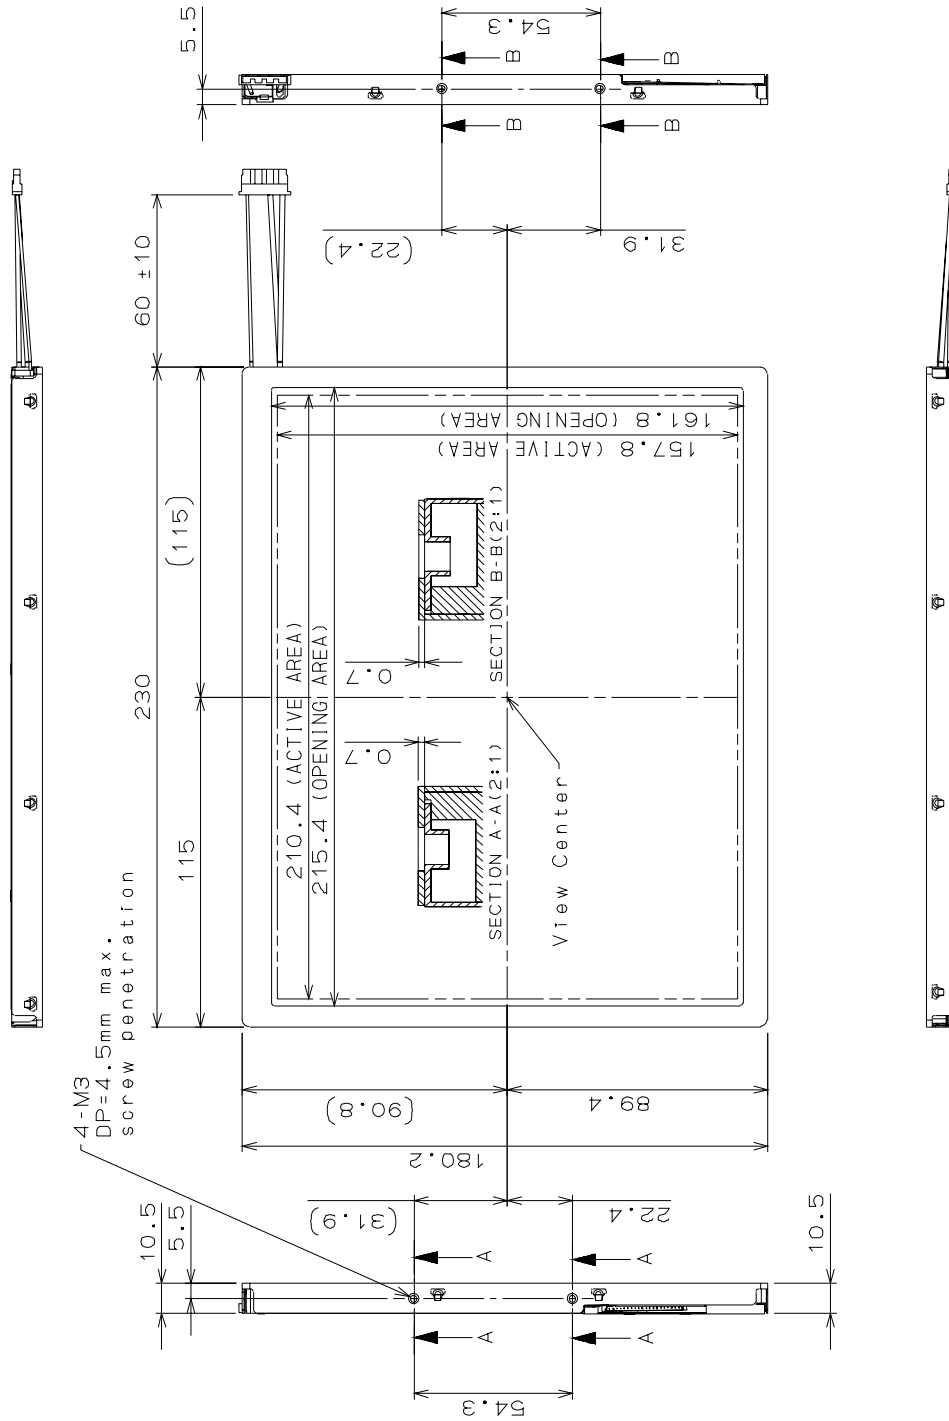 5.5
54.3
B
B
B
B
(22.4)
31.9
60 ±10
161.8 (OPENING AREA)
157.8 (ACTIVE AREA)
(115)
230
115
SECTION B-B(2:1)
0.7
210.4 (ACTIVE AREA)
215.4 (OPENING AREA)
0.7
SECTION A-A(2:1)
View Center
4-M3
DP=4.5mm max.
screw penetration
(90.8)
89.4
180.2
(31.9)
22.4
10.5
5.5
10.5
A
A
A
A
54.3